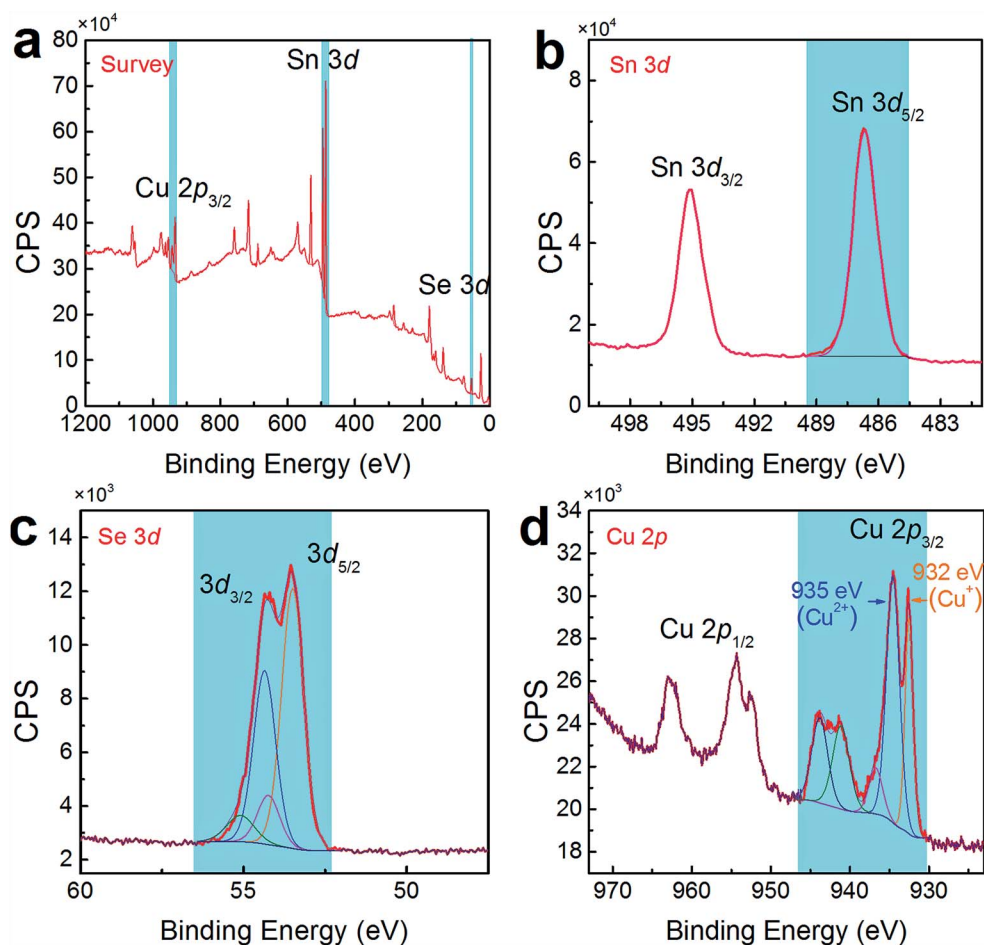 a
×10⁴
Survey
Sn 3d
Cu 2p3/2
Se 3d
80
70
60
50
40
30
20
10
0
CPS
1200 1000 800 600 400 200 0
Binding Energy (eV)
b
×10⁴
Sn 3d
Sn 3d5/2
Sn 3d3/2
8
6
4
2
0
CPS
498 495 492 489 486 483
Binding Energy (eV)
c
×10³
Se 3d
3d5/2
3d3/2
14
12
10
8
6
4
2
CPS
60 55 50
Binding Energy (eV)
d
×10³
Cu 2p
Cu 2p3/2
935 eV
(Cu²⁺)
932 eV
(Cu⁺)
Cu 2p1/2
34
32
30
28
26
24
22
20
18
CPS
970 960 950 940 930
Binding Energy (eV)